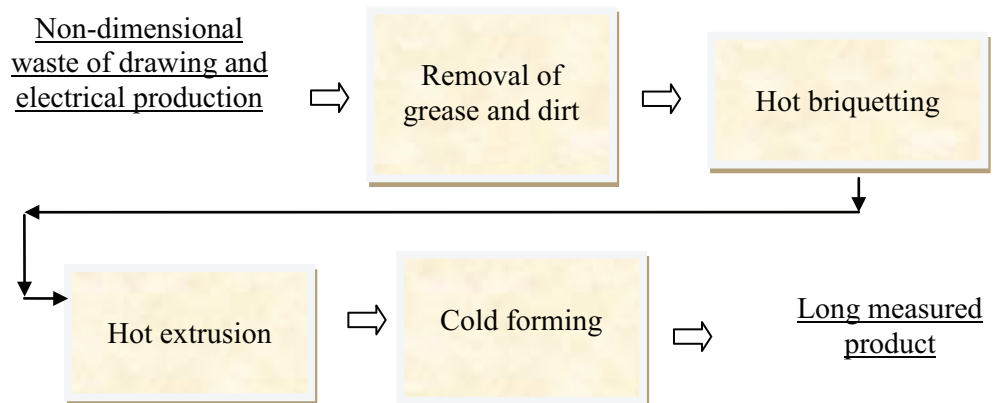 Non-dimensional
waste of drawing and
electrical production
Removal of
grease and dirt
Hot briquetting
Hot extrusion
Cold forming
Long measured
product